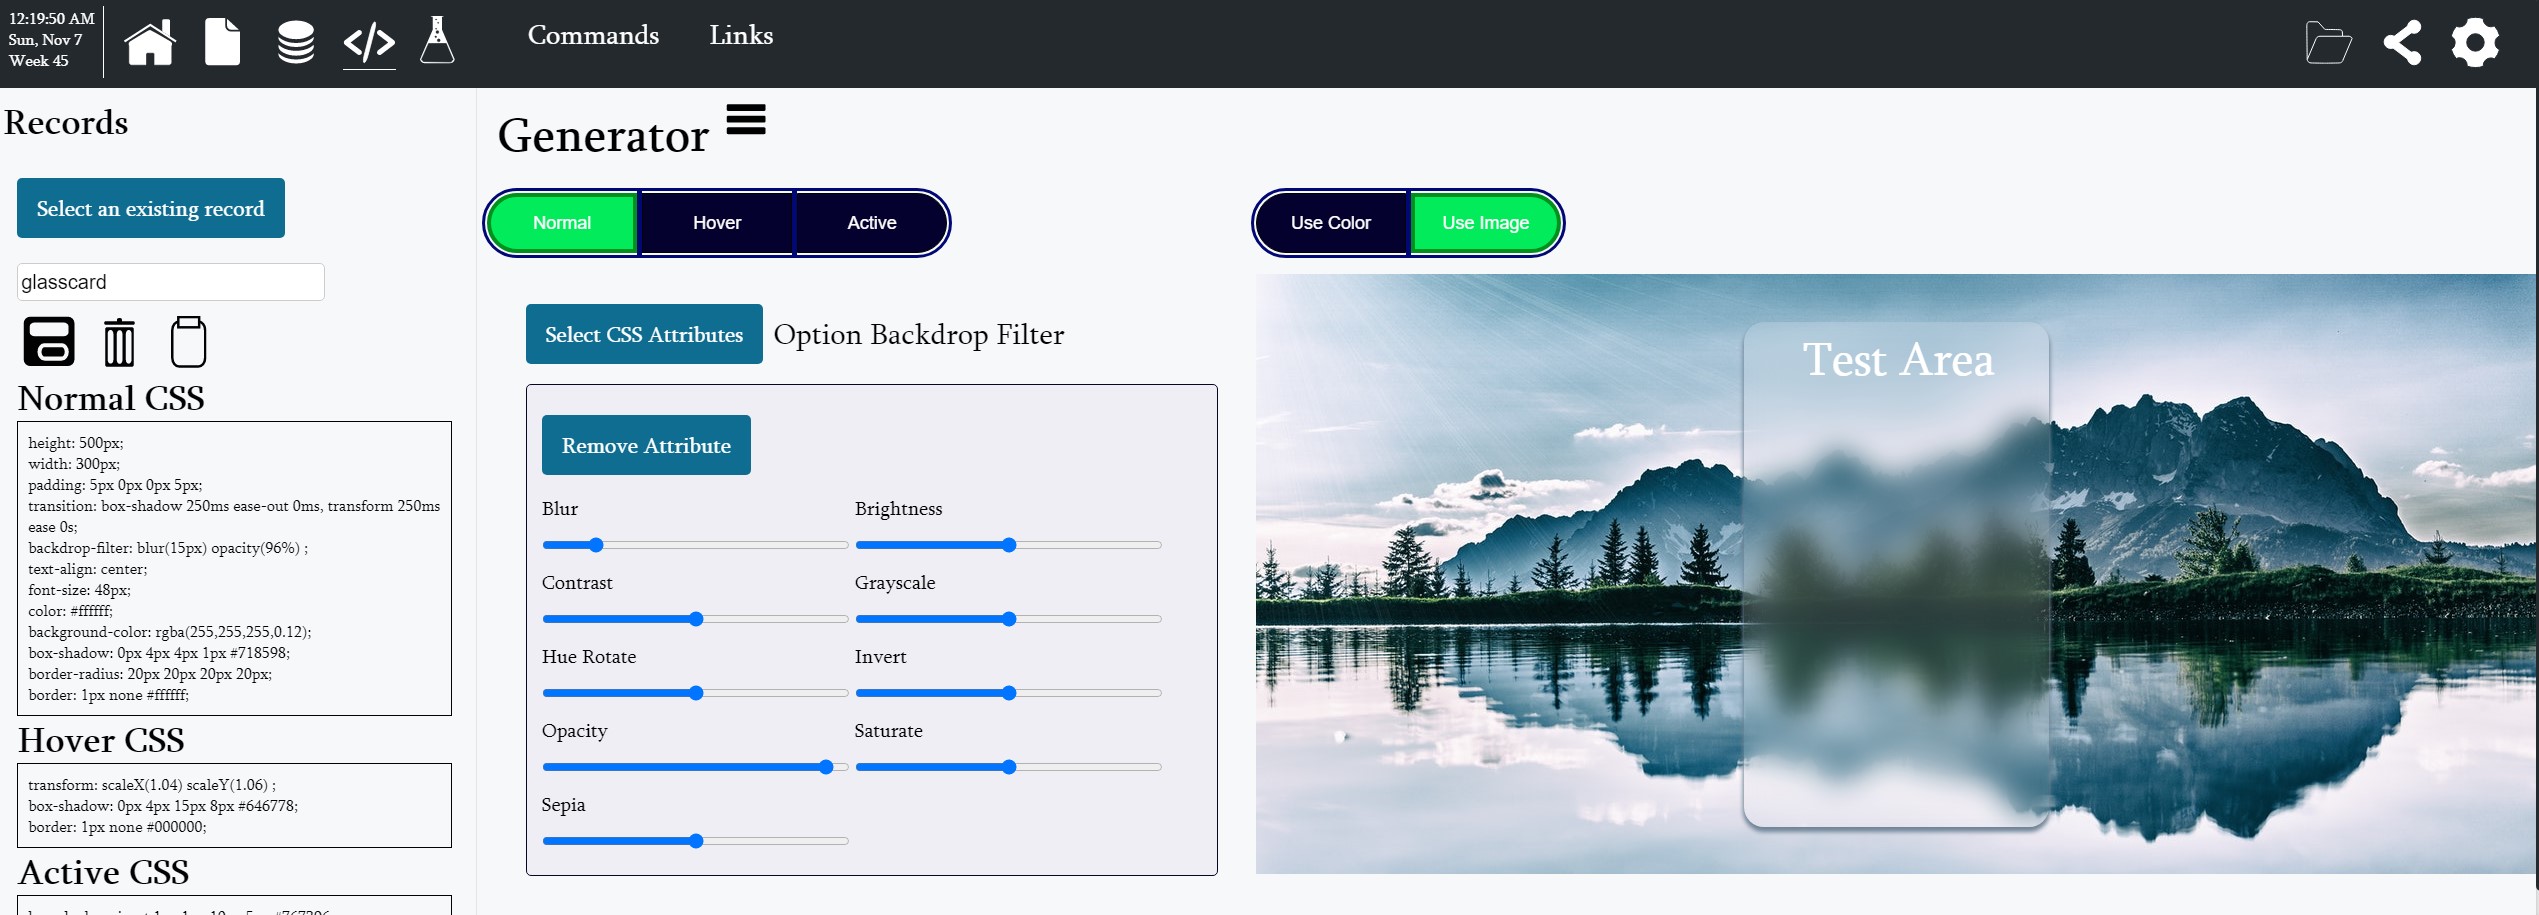 12:19:50 AM
Sun, Nov 7
Week 45
Commands
Links
Records
Select an existing record
glasscard
Normal CSS
height: 500px;
width: 300px;
padding: 5px 0px 0px 5px;
transition: box-shadow 250ms ease-out 0ms, transform 250ms
ease 0s;
backdrop-filter: blur(15px) opacity(96%) ;
text-align: center;
font-size: 48px;
color: #ffffff;
background-color: rgba(255,255,255,0.12);
box-shadow: 0px 4px 4px 1px #718598;
border-radius: 20px 20px 20px 20px;
border: 1px none #ffffff;
Hover CSS
transform: scaleX(1.04) scaleY(1.06) ;
box-shadow: 0px 4px 15px 8px #646778;
border: 1px none #000000;
Active CSS
Generator
Normal
Hover
Active
Select CSS Attributes
Option Backdrop Filter
Remove Attribute
Blur
Brightness
Contrast
Grayscale
Hue Rotate
Invert
Opacity
Saturate
Sepia
Use Color
Use Image
Test Area